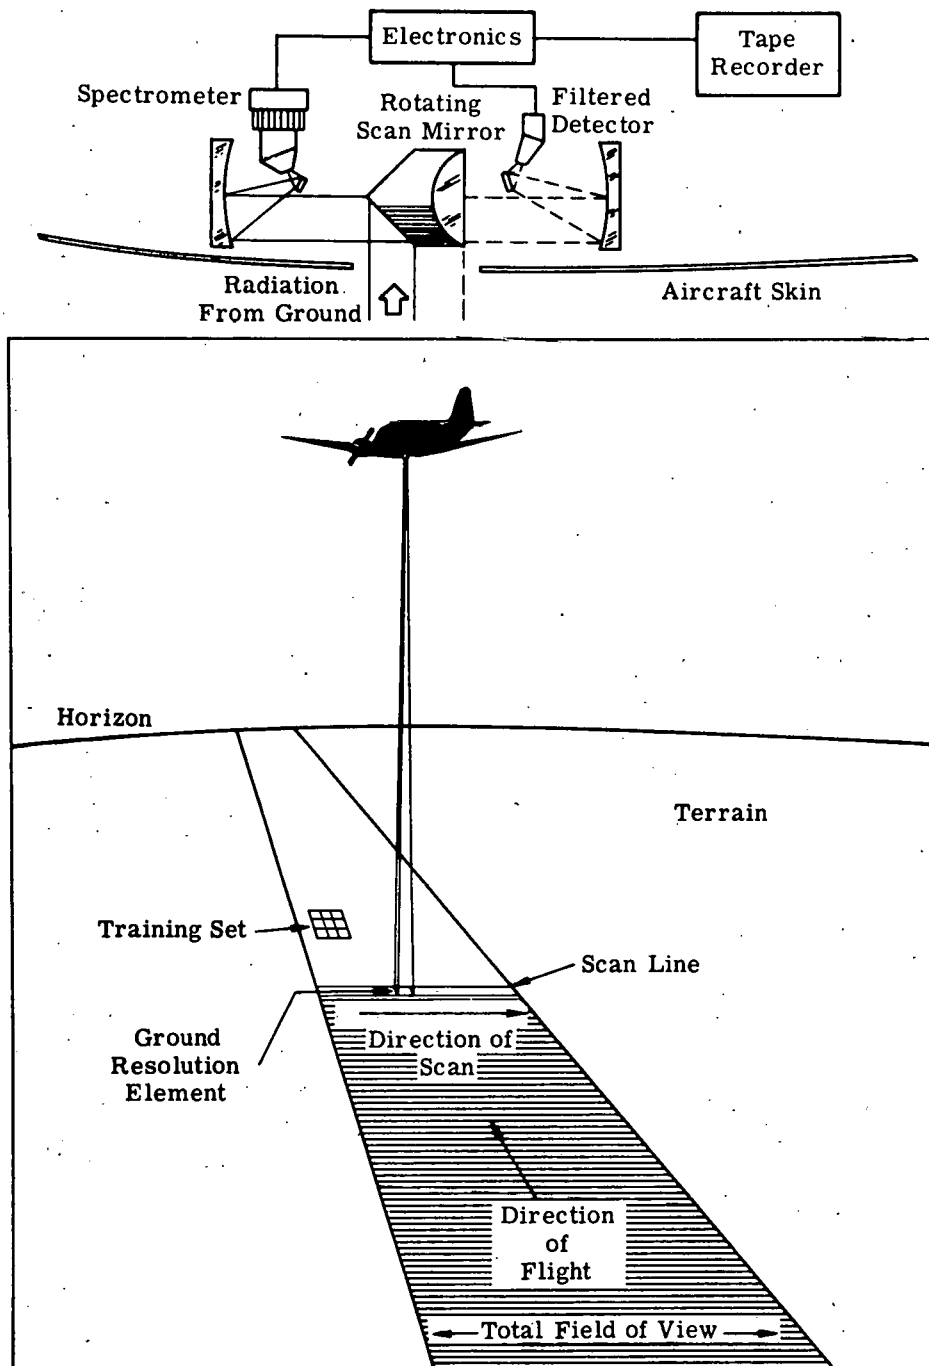 Electronics
Tape
Recorder
Spectrometer
Rotating
Scan Mirror
Filtered
Detector
Radiation
From Ground
Aircraft Skin
Horizon
Terrain
Training Set
Scan Line
Ground
Resolution
Element
Direction of
Scan
Direction
of
Flight
Total Field of View